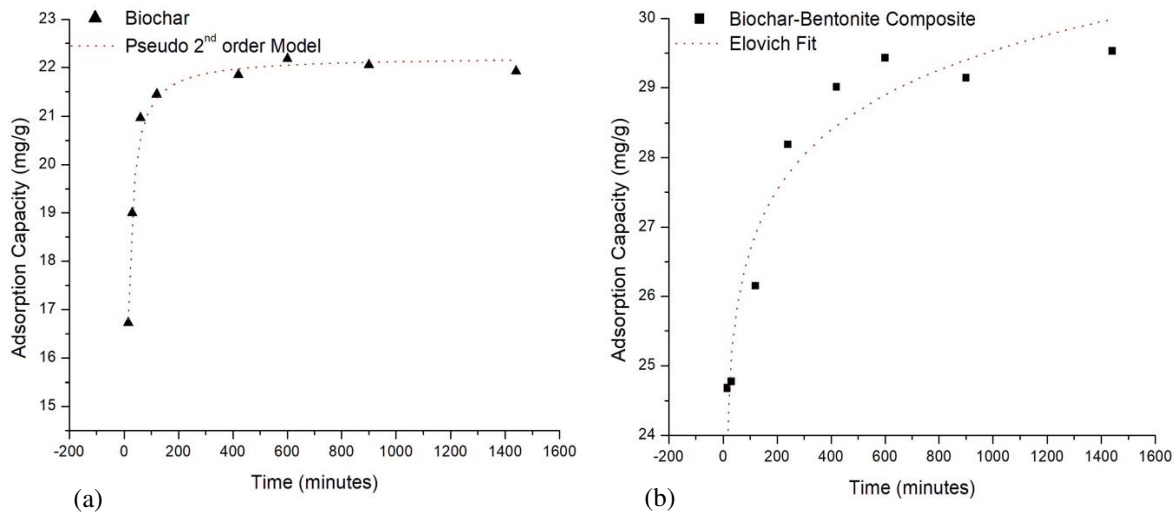 Biochar
Pseudo 2nd order Model
23
22
21
20
19
18
17
16
15
Adsorption Capacity (mg/g)
-200 0 200 400 600 800 1000 1200 1400 1600
Time (minutes)
(a)
Biochar-Bentonite Composite
Elovich Fit
30
29
28
27
26
25
24
Adsorption Capacity (mg/g)
-200 0 200 400 600 800 1000 1200 1400 1600
Time (minutes)
(b)